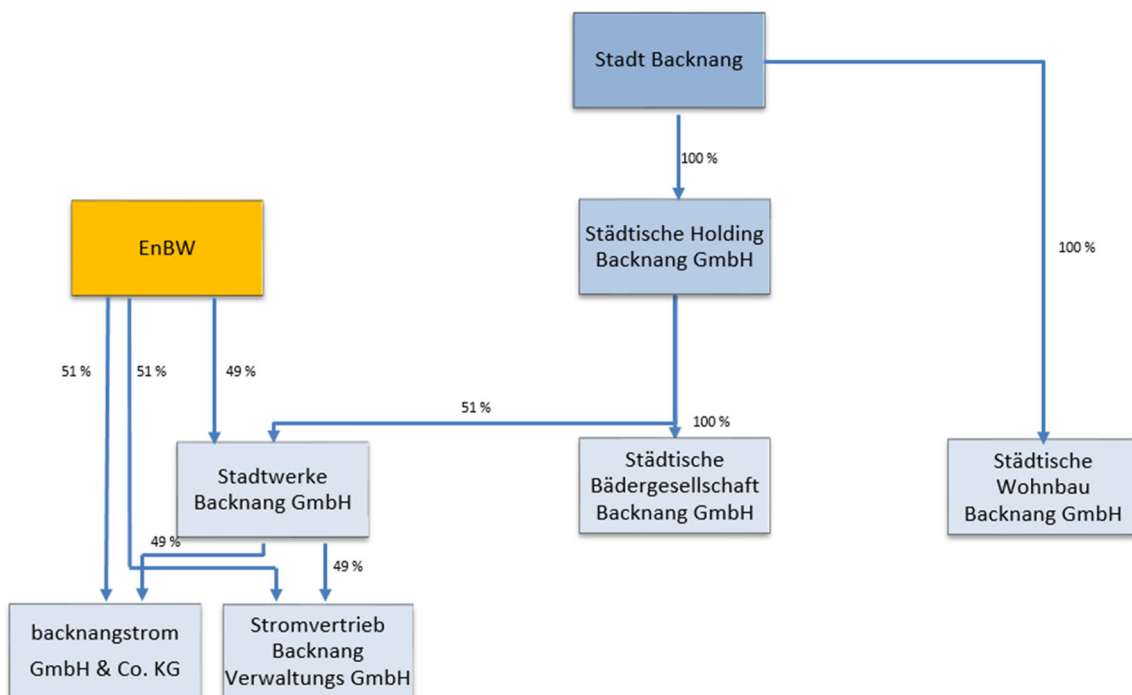 Stadt Backnang
100 %
EnBW
Städtische Holding
Backnang GmbH
100 %
51 %
51 %
49 %
51 %
100 %
Stadtwerke
Backnang GmbH
Städtische
Bädergesellschaft
Backnang GmbH
Städtische
Wohnbau
Backnang GmbH
49 %
49 %
backnangstrom
GmbH & Co. KG
Stromvertrieb
Backnang
Verwaltungs GmbH